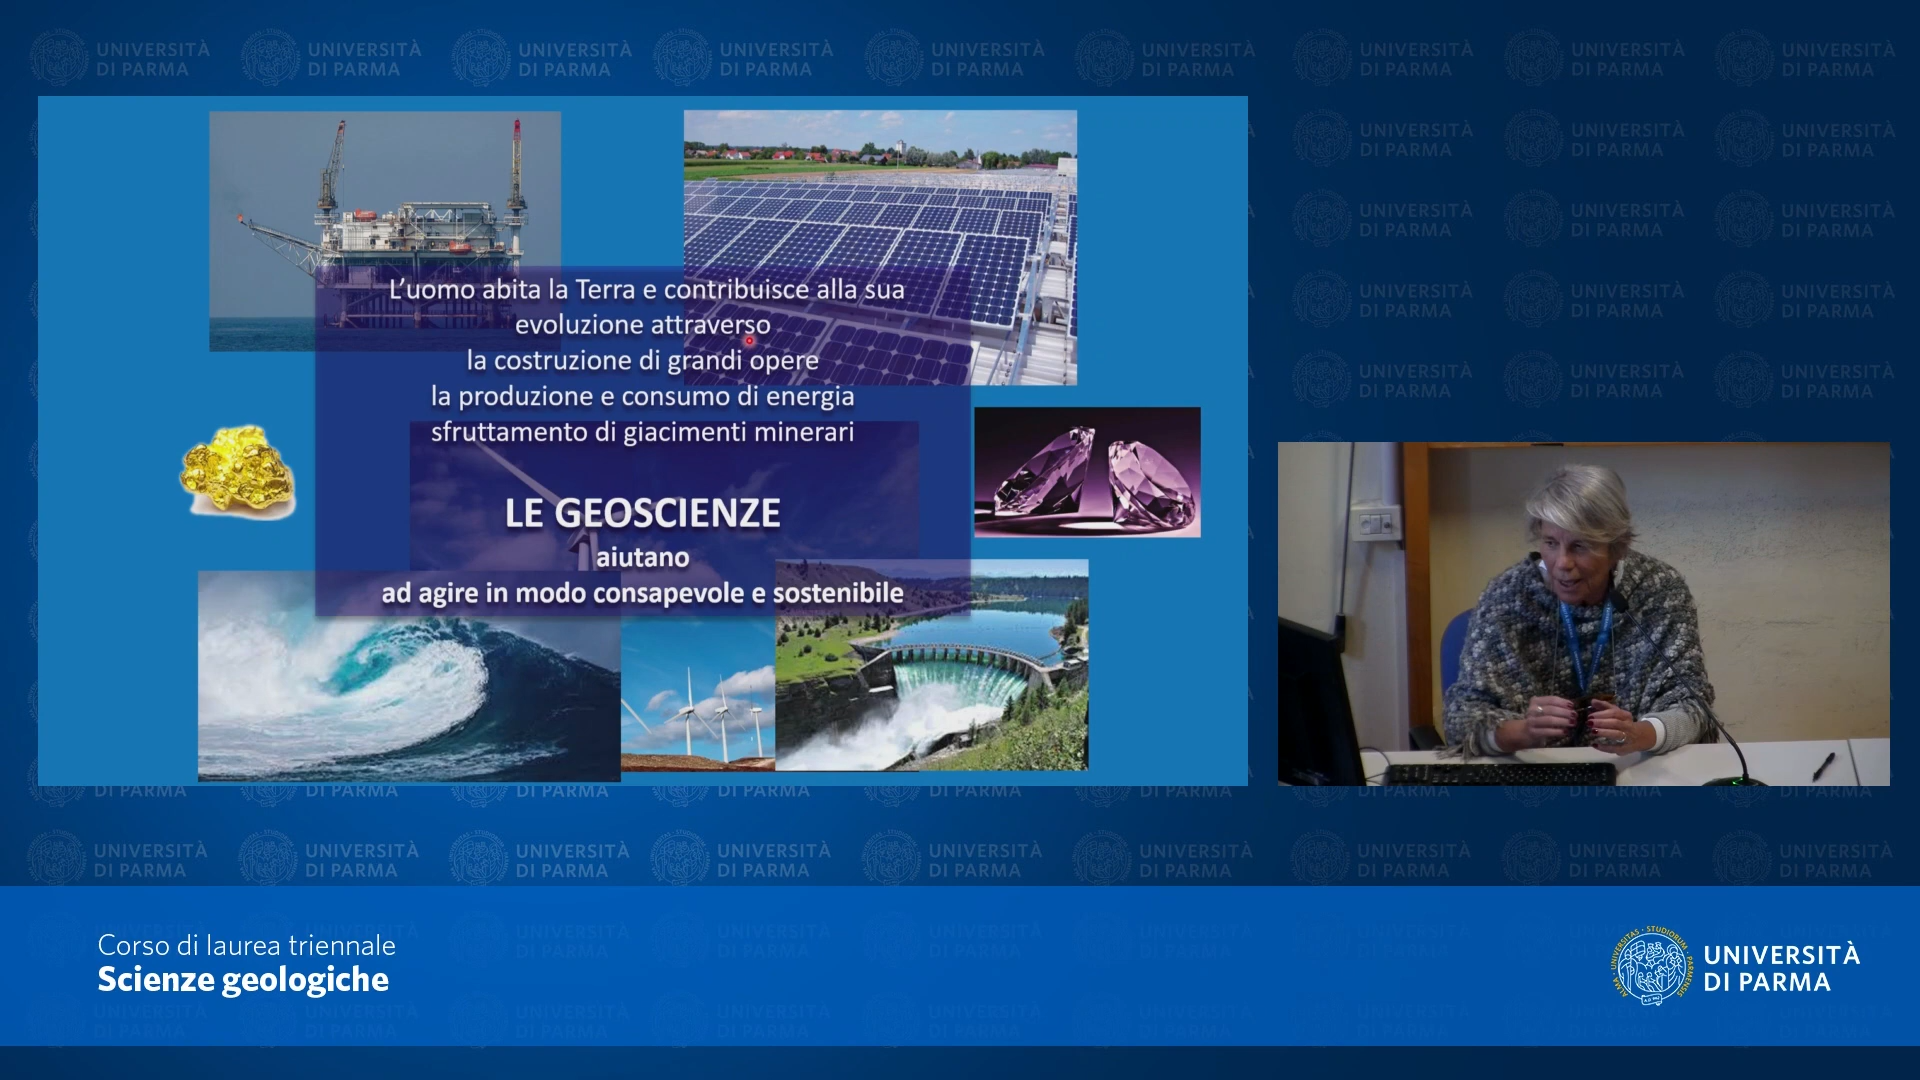 L'uomo abita la Terra e contribuisce alla sua
evoluzione attraverso
la costruzione di grandi opere
la produzione e consumo di energia
sfruttamento di giacimenti minerari
LE GEOSCIENZE
aiutano
ad agire in modo consapevole e sostenibile
Corso di laurea triennale
Scienze geologiche
UNIVERSITÀ
DI PARMA